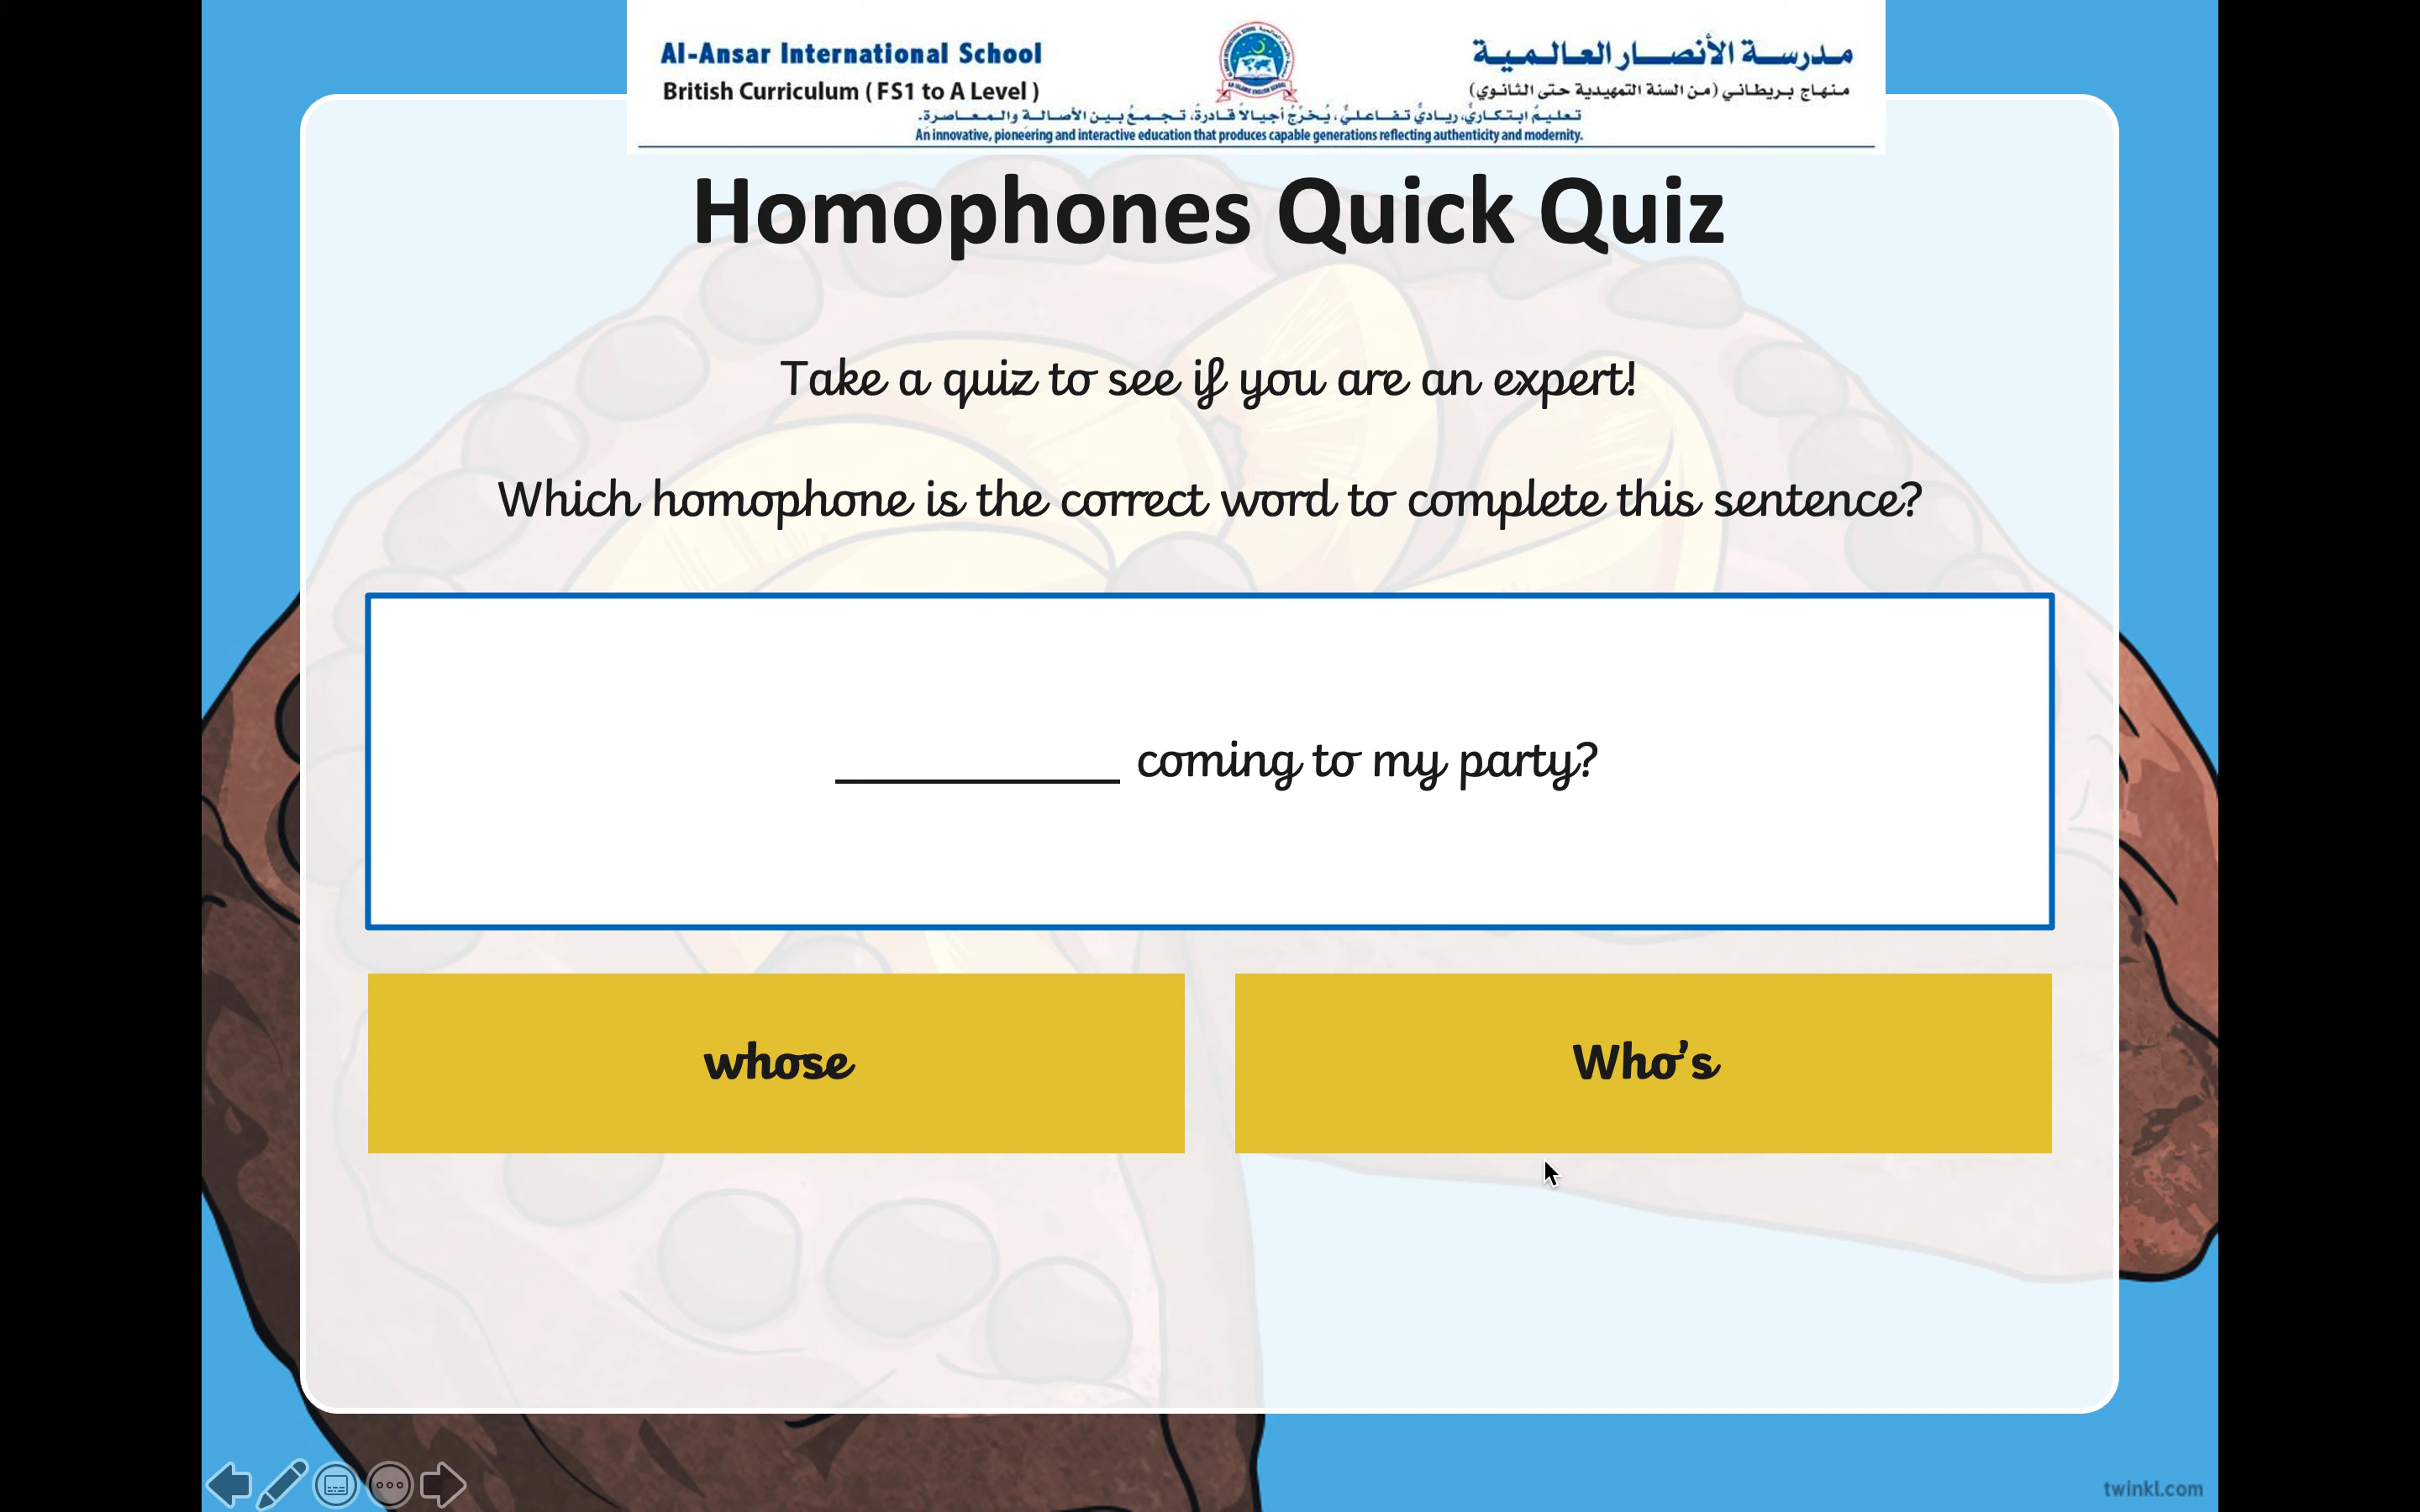 Al-Ansar International School
مدرسة الأنصار العالمية
British Curriculum ( FS1 to A Level )
منهاج بريطاني (من السنة التمهيدية حتى الثانوي)
تعليمٌ ابتكاريٌّ، رياديٌّ تفاعليٌّ، يُخرِّجُ أجيالاً قادرةً، تجمعُ بين الأصالة والمعاصرة.
An innovative, pioneering and interactive education that produces capable generations reflecting authenticity and modernity.
Homophones Quick Quiz
Take a quiz to see if you are an expert!
Which homophone is the correct word to complete this sentence?
__________ coming to my party?
whose
Who's
twinkl.com